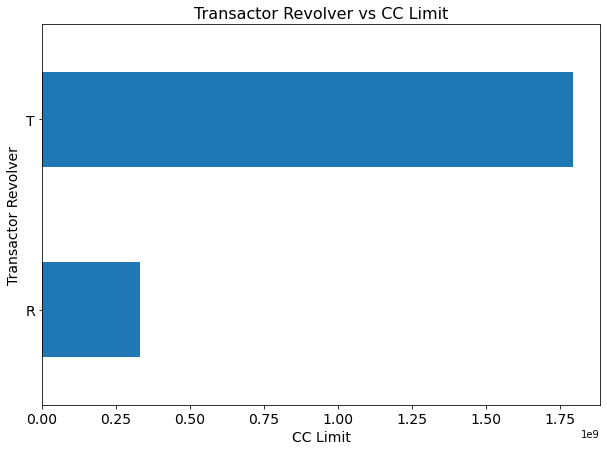 Transactor Revolver vs CC Limit
Transactor Revolver
T
R
0.00 0.25 0.50 0.75 1.00 1.25 1.50 1.75
1e9
CC Limit